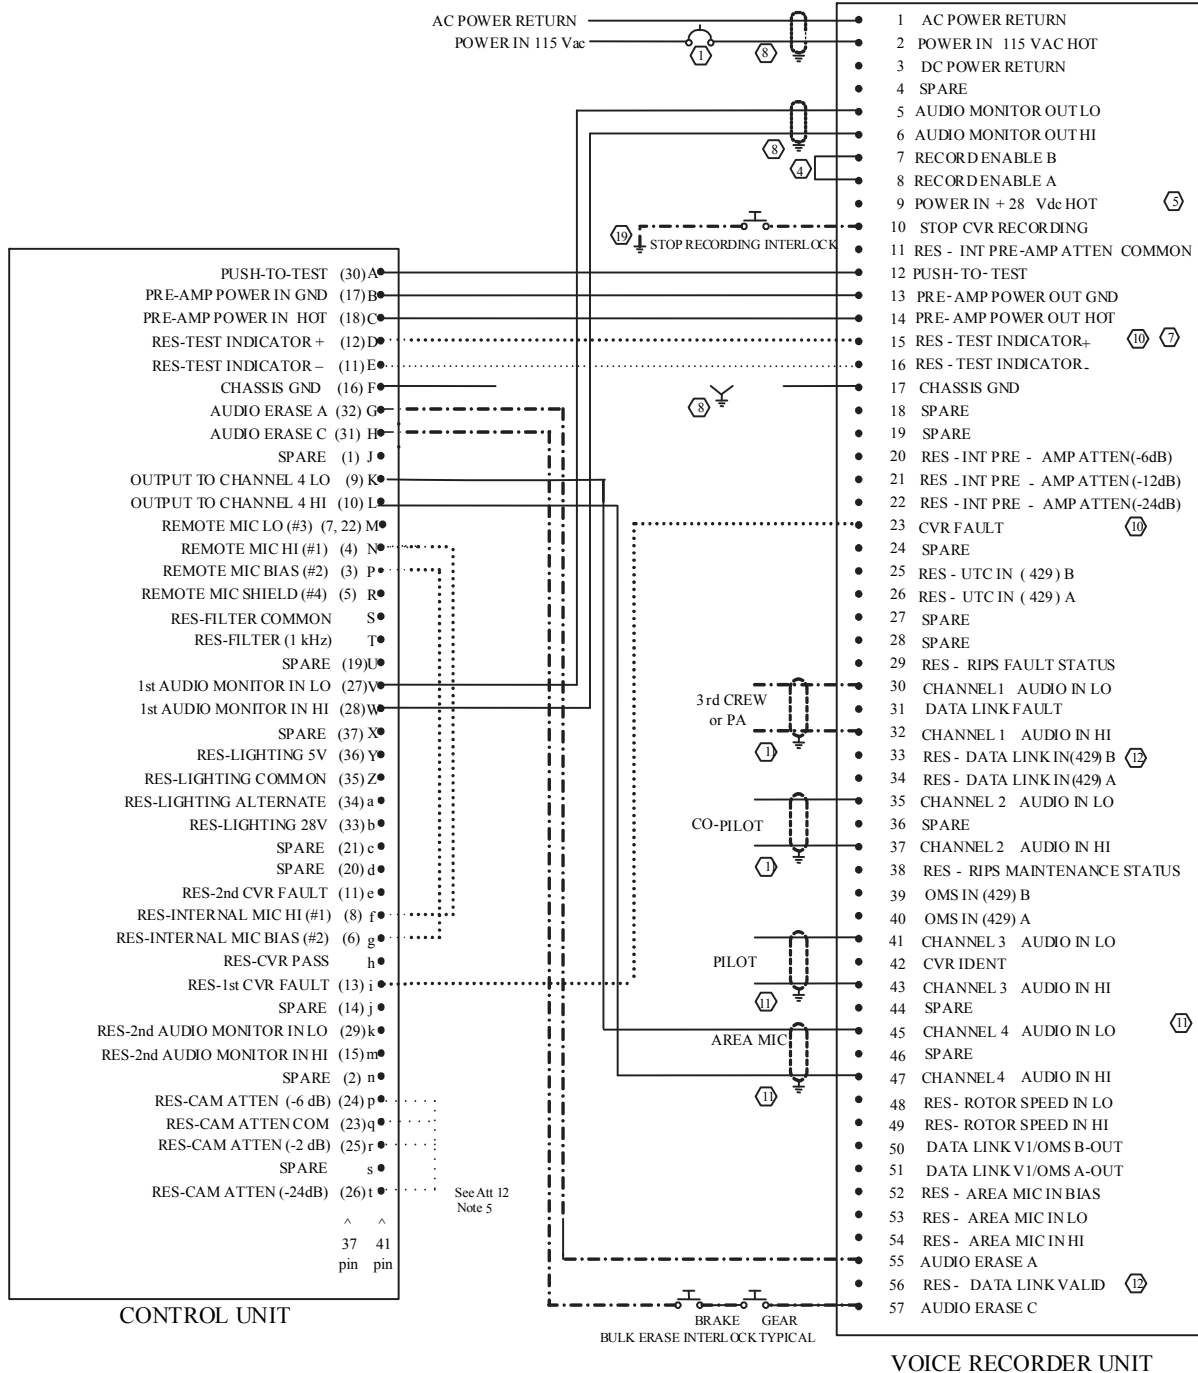 AC POWER RETURN
POWER IN 115 Vac
1
8
8
4
19
STOP RECORDING INTERLOCK
1 AC POWER RETURN
2 POWER IN 115 VAC HOT
3 DC POWER RETURN
4 SPARE
5 AUDIO MONITOR OUT LO
6 AUDIO MONITOR OUT HI
7 RECORD ENABLE B
8 RECORD ENABLE A
9 POWER IN + 28 Vdc HOT 5
10 STOP CVR RECORDING
11 RES - INT PRE-AMP ATTEN COMMON
12 PUSH-TO-TEST
13 PRE-AMP POWER OUT GND
14 PRE-AMP POWER OUT HOT
15 RES - TEST INDICATOR+ 10 7
16 RES - TEST INDICATOR-
17 CHASSIS GND
18 SPARE
19 SPARE
20 RES - INT PRE - AMP ATTEN(-6dB)
21 RES - INT PRE - AMP ATTEN(-12dB)
22 RES - INT PRE - AMP ATTEN(-24dB)
23 CVR FAULT 10
24 SPARE
25 RES - UTC IN ( 429 ) B
26 RES - UTC IN ( 429 ) A
27 SPARE
28 SPARE
29 RES - RIPS FAULT STATUS
30 CHANNEL1 AUDIO IN LO
31 DATA LINK FAULT
32 CHANNEL 1 AUDIO IN HI
33 RES - DATA LINK IN(429) B 12
34 RES - DATA LINK IN(429) A
35 CHANNEL 2 AUDIO IN LO
36 SPARE
37 CHANNEL2 AUDIO IN HI
38 RES - RIPS MAINTENANCE STATUS
39 OMS IN (429) B
40 OMS IN (429) A
41 CHANNEL 3 AUDIO IN LO
42 CVR IDENT
43 CHANNEL 3 AUDIO IN HI
44 SPARE
45 CHANNEL 4 AUDIO IN LO 11
46 SPARE
47 CHANNEL4 AUDIO IN HI
48 RES- ROTOR SPEED IN LO
49 RES- ROTOR SPEED IN HI
50 DATA LINK V1/OMS B-OUT
51 DATA LINK V1/OMS A-OUT
52 RES - AREA MIC IN BIAS
53 RES - AREA MIC IN LO
54 RES - AREA MIC IN HI
55 AUDIO ERASE A
56 RES- DATA LINK VALID 12
57 AUDIO ERASE C
VOICE RECORDER UNIT
PUSH-TO-TEST (30) A
PRE-AMP POWER IN GND (17) B
PRE-AMP POWER IN HOT (18) C
RES-TEST INDICATOR + (12) D
RES-TEST INDICATOR – (11) E
CHASSIS GND (16) F
AUDIO ERASE A (32) G
AUDIO ERASE C (31) H
SPARE (1) J
OUTPUT TO CHANNEL 4 LO (9) K
OUTPUT TO CHANNEL 4 HI (10) L
REMOTE MIC LO (#3) (7, 22) M
REMOTE MIC HI (#1) (4) N
REMOTE MIC BIAS (#2) (3) P
REMOTE MIC SHIELD (#4) (5) R
RES-FILTER COMMON S
RES-FILTER (1 kHz) T
SPARE (19) U
1st AUDIO MONITOR IN LO (27) V
1st AUDIO MONITOR IN HI (28) W
SPARE (37) X
RES-LIGHTING 5V (36) Y
RES-LIGHTING COMMON (35) Z
RES-LIGHTING ALTERNATE (34) a
RES-LIGHTING 28V (33) b
SPARE (21) c
SPARE (20) d
RES-2nd CVR FAULT (11) e
RES-INTERNAL MIC HI (#1) (8) f
RES-INTERNAL MIC BIAS (#2) (6) g
RES-CVR PASS h
RES-1st CVR FAULT (13) i
SPARE (14) j
RES-2nd AUDIO MONITOR IN LO (29) k
RES-2nd AUDIO MONITOR IN HI (15) m
SPARE (2) n
RES-CAM ATTEN (-6 dB) (24) p
RES-CAM ATTEN COM (23) q
RES-CAM ATTEN (-2 dB) (25) r
SPARE s
RES-CAM ATTEN (-24dB) (26) t
^ ^
37 41
pin pin
CONTROL UNIT
See Att 12
Note 5
8
3rd CREW
or PA
11
CO-PILOT
11
PILOT
11
AREA MIC
11
BRAKE GEAR
BULK ERASE INTERLOCK TYPICAL